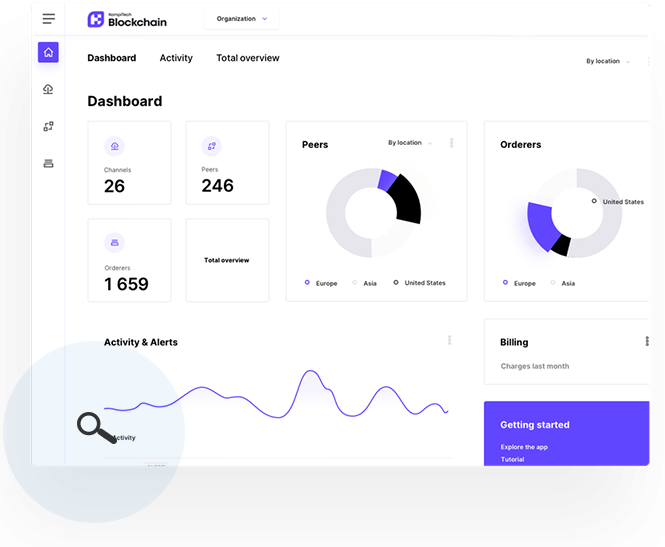 KompiTech
Blockchain
Organization
Dashboard Activity Total overview
By location
Dashboard
Channels
26
Peers
246
Orderers
1 659
Total overview
Peers
By location
Europe Asia United States
Orderers
United States
Europe Asia
Activity & Alerts
Activity
Billing
Charges last month
Getting started
Explore the app
Tutorial